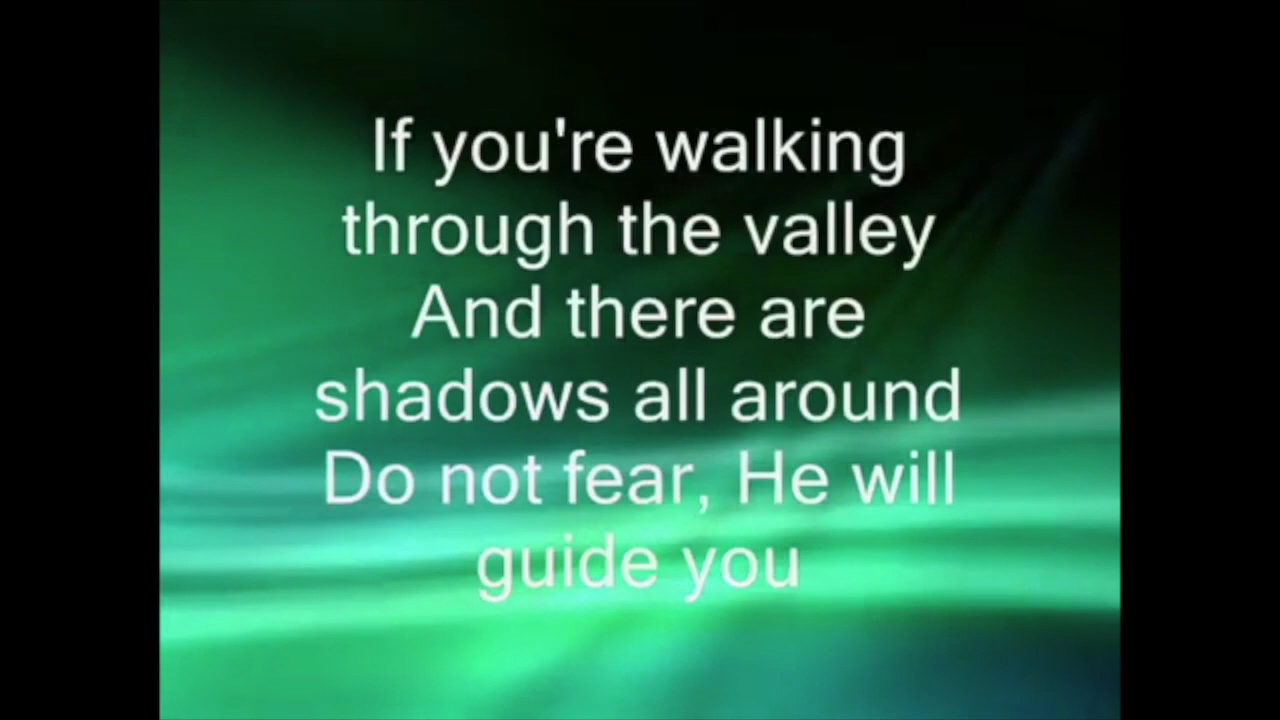 If you're walking
through the valley
And there are
shadows all around
Do not fear, He will
guide you